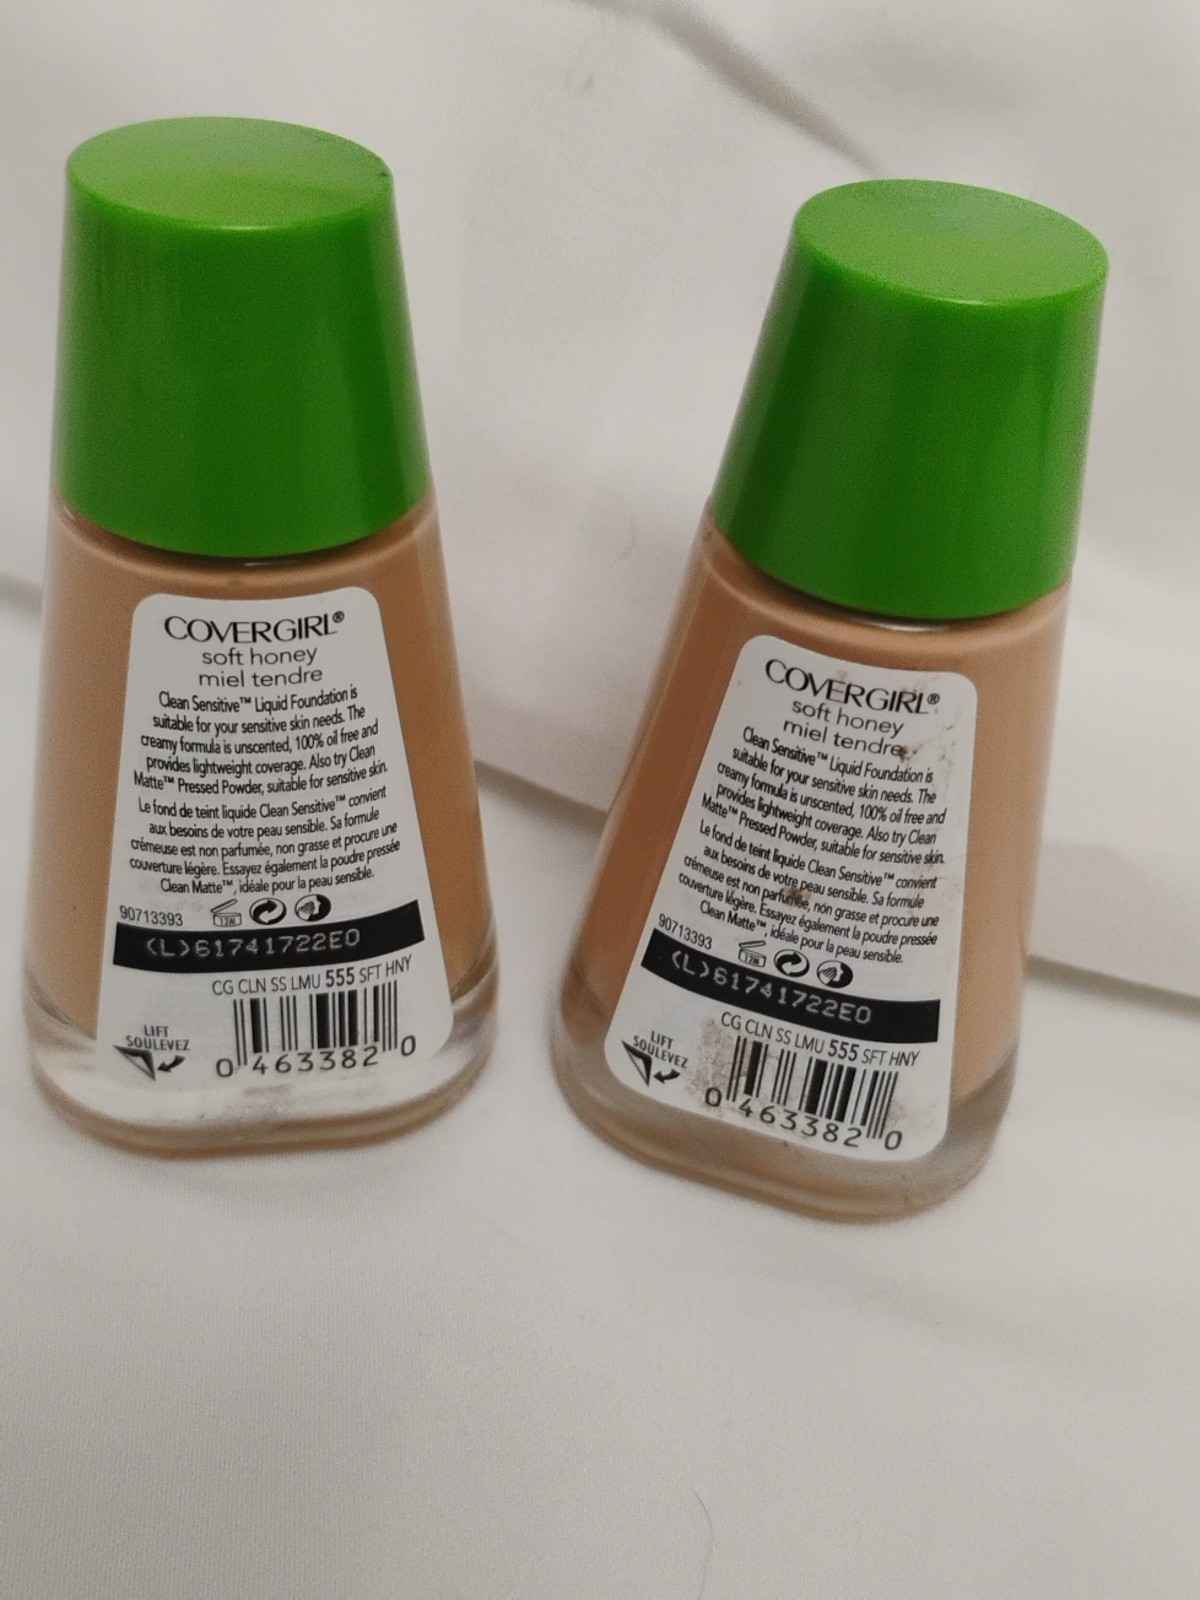 COVERGIRL®
soft honey
miel tendre
Clean Sensitive™ Liquid Foundation is
suitable for your sensitive skin needs. The
creamy formula is unscented, 100% oil free and
provides lightweight coverage. Also try Clean
Matte™ Pressed Powder, suitable for sensitive skin.
Le fond de teint liquide Clean Sensitive™ convient
aux besoins de votre peau sensible. Sa formule
crémeuse est non parfumée, non grasse et procure une
couverture légère. Essayez également la poudre pressée
Clean Matte™, idéale pour la peau sensible.
90713393
12M
(L)61741722E0
CG CLN SS LMU 555 SFT HNY
LIFT
SOULEVEZ
0 463382 0
COVERGIRL®
soft honey
miel tendre
Clean Sensitive™ Liquid Foundation is
suitable for your sensitive skin needs. The
creamy formula is unscented, 100% oil free and
provides lightweight coverage. Also try Clean
Matte™ Pressed Powder, suitable for sensitive skin.
Le fond de teint liquide Clean Sensitive™ convient
aux besoins de votre peau sensible. Sa formule
crémeuse est non parfumée, non grasse et procure une
couverture légère. Essayez également la poudre pressée
Clean Matte™, idéale pour la peau sensible.
90713393
12M
(L)61741722E0
CG CLN SS LMU 555 SFT HNY
LIFT
SOULEVEZ
0 463382 0